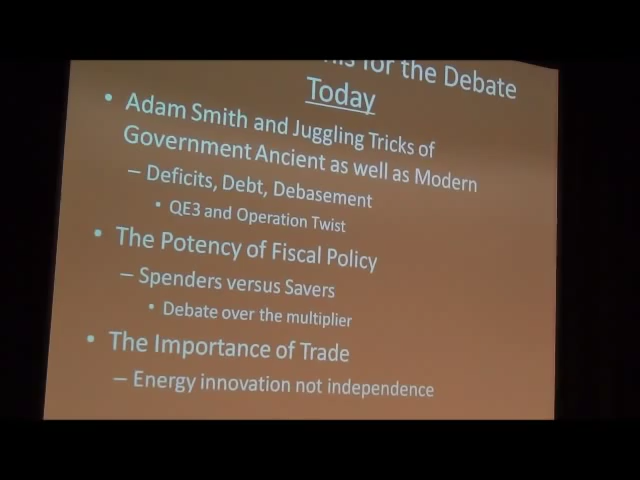 for the Debate
Today
• Adam Smith and Juggling Tricks of
Government Ancient as well as Modern
– Deficits, Debt, Debasement
• QE3 and Operation Twist
• The Potency of Fiscal Policy
– Spenders versus Savers
• Debate over the multiplier
• The Importance of Trade
– Energy innovation not independence